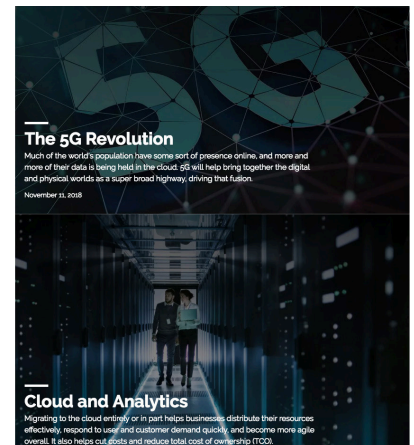 5G
The 5G Revolution
Much of the world's population have some sort of presence online, and more and
more of their data is being held in the cloud. 5G will help bring together the digital
and physical worlds as a super broad highway, driving that fusion.
November 11, 2018
Cloud and Analytics
Migrating to the cloud entirely or in part helps businesses distribute their resources
effectively, respond to user and customer demand quickly, and become more agile
overall. It also helps cut costs and reduce total cost of ownership (TCO).